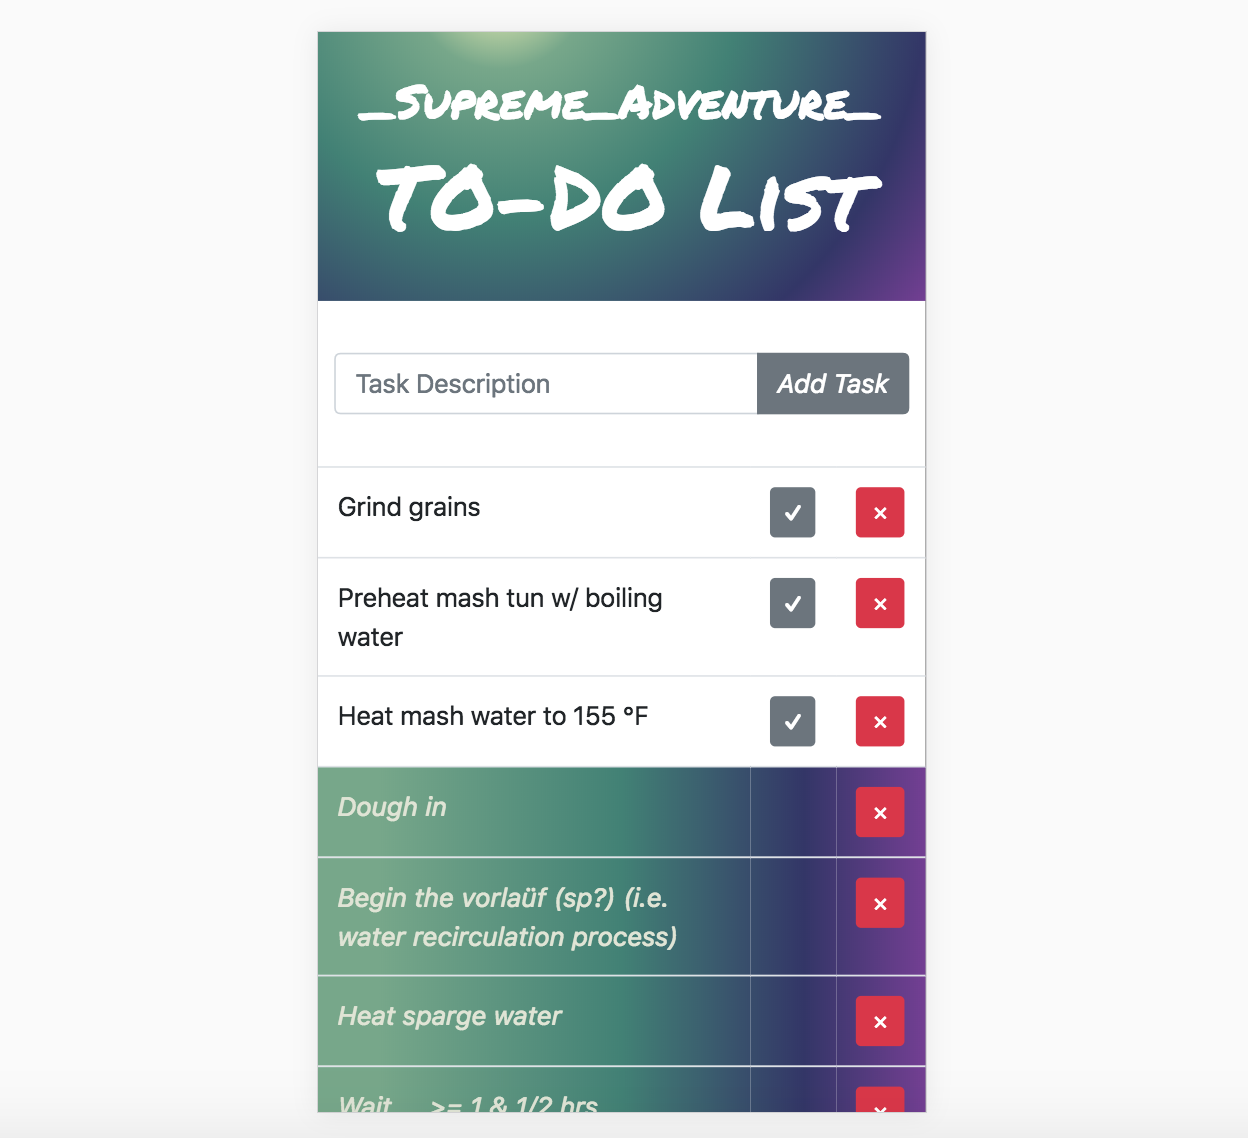 _Supreme_Adventure_
TO-DO List
Task Description
Add Task
Grind grains
Preheat mash tun w/ boiling
water
Heat mash water to 155 °F
Dough in
Begin the vorlaüf (sp?) (i.e.
water recirculation process)
Heat sparge water
Wait __ >= 1 & 1/2 hrs